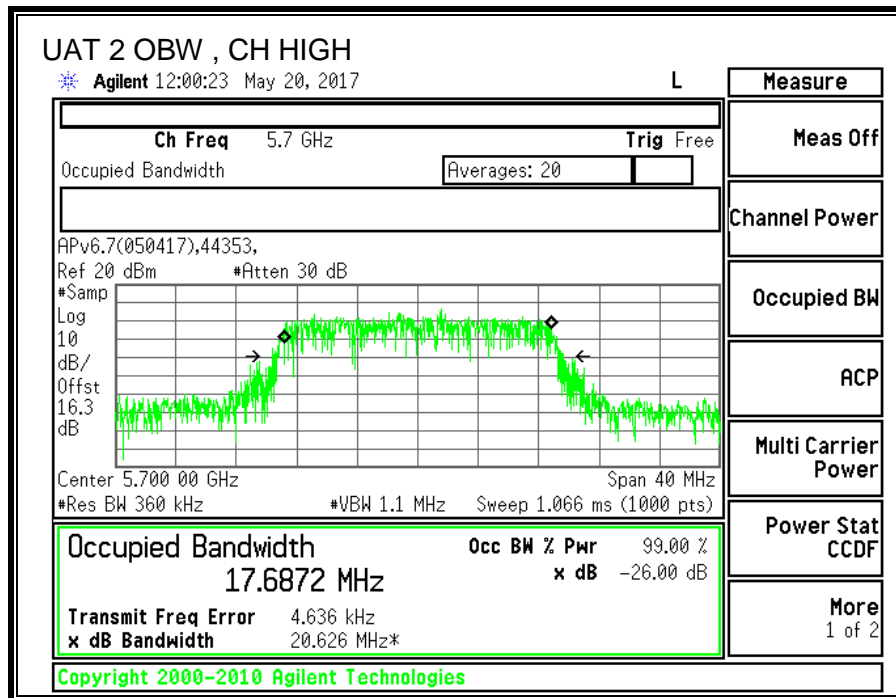 UAT 2 OBW , CH HIGH
Agilent 12:00:23 May 20, 2017 L
Measure
Ch Freq 5.7 GHz Trig Free
Meas Off
Occupied Bandwidth Averages: 20
Channel Power
APv6.7(050417),44353,
Ref 20 dBm #Atten 30 dB
#Samp
Log
10
dB/
Offst
16.3
dB
Occupied BW
ACP
Multi Carrier
Power
Center 5.700 00 GHz Span 40 MHz
#Res BW 360 kHz #VBW 1.1 MHz Sweep 1.066 ms (1000 pts)
Power Stat
CCDF
Occupied Bandwidth Occ BW % Pwr 99.00 %
17.6872 MHz x dB -26.00 dB
Transmit Freq Error 4.636 kHz
x dB Bandwidth 20.626 MHz*
More
1 of 2
Copyright 2000-2010 Agilent Technologies